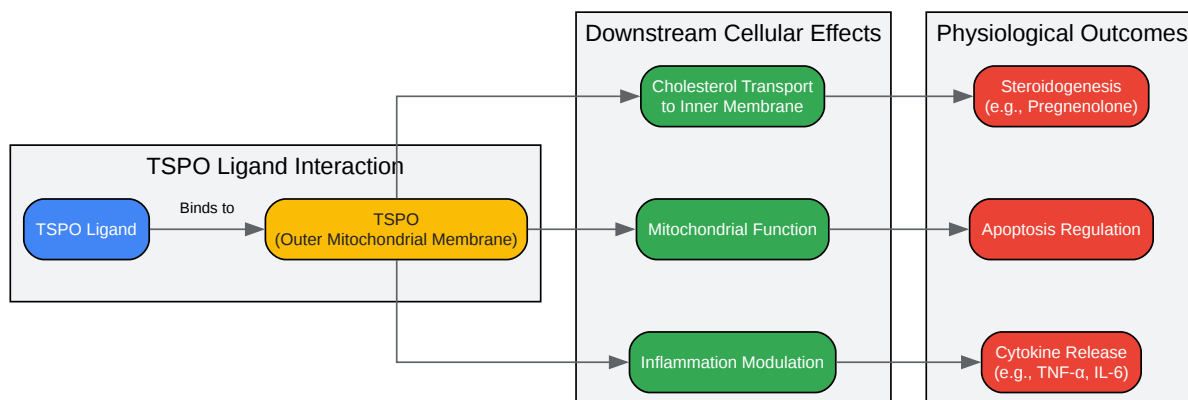 Downstream Cellular Effects
Physiological Outcomes
Cholesterol Transport
to Inner Membrane
Steroidogenesis
(e.g., Pregnenolone)
TSPO Ligand Interaction
TSPO Ligand
Binds to
TSPO
(Outer Mitochondrial Membrane)
Mitochondrial Function
Apoptosis Regulation
Inflammation Modulation
Cytokine Release
(e.g., TNF-α, IL-6)